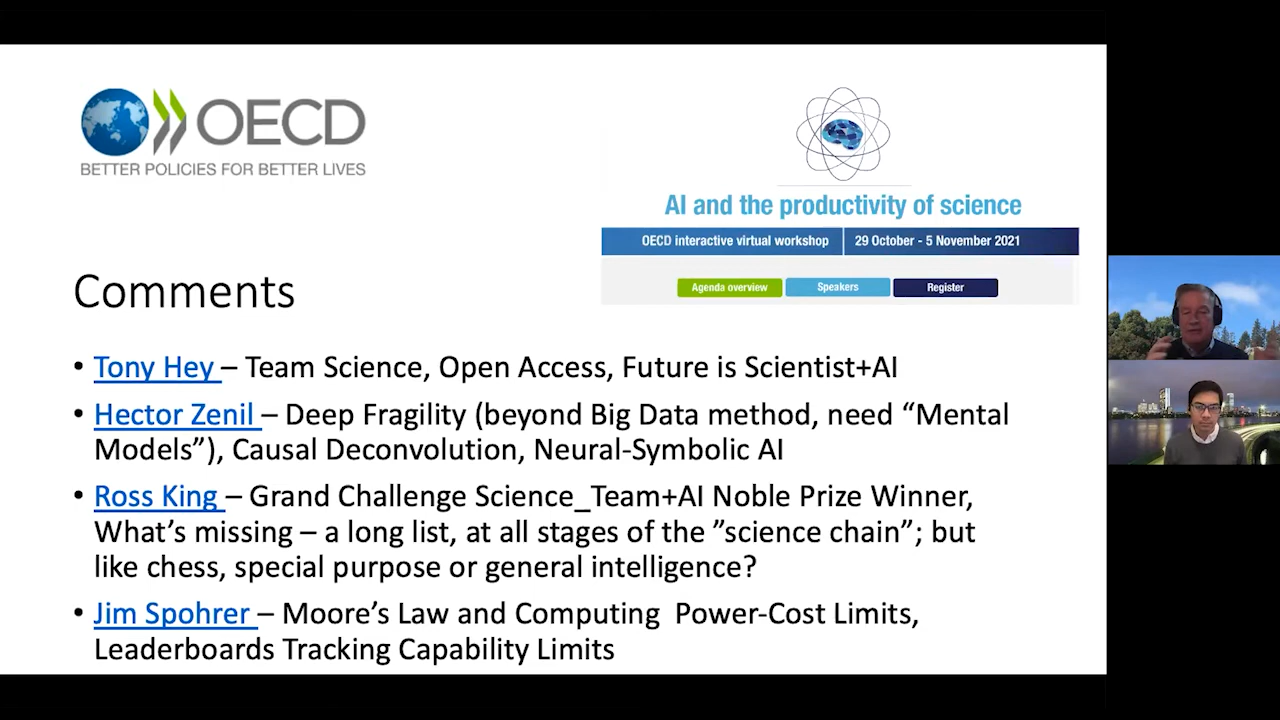 OECD
BETTER POLICIES FOR BETTER LIVES
AI and the productivity of science
OECD interactive virtual workshop
29 October - 5 November 2021
Agenda overview
Speakers
Register
Comments
• Tony Hey – Team Science, Open Access, Future is Scientist+AI
• Hector Zenil – Deep Fragility (beyond Big Data method, need “Mental
Models”), Causal Deconvolution, Neural-Symbolic AI
• Ross King – Grand Challenge Science_Team+AI Noble Prize Winner,
What’s missing – a long list, at all stages of the ”science chain”; but
like chess, special purpose or general intelligence?
• Jim Spohrer – Moore’s Law and Computing  Power-Cost Limits,
Leaderboards Tracking Capability Limits